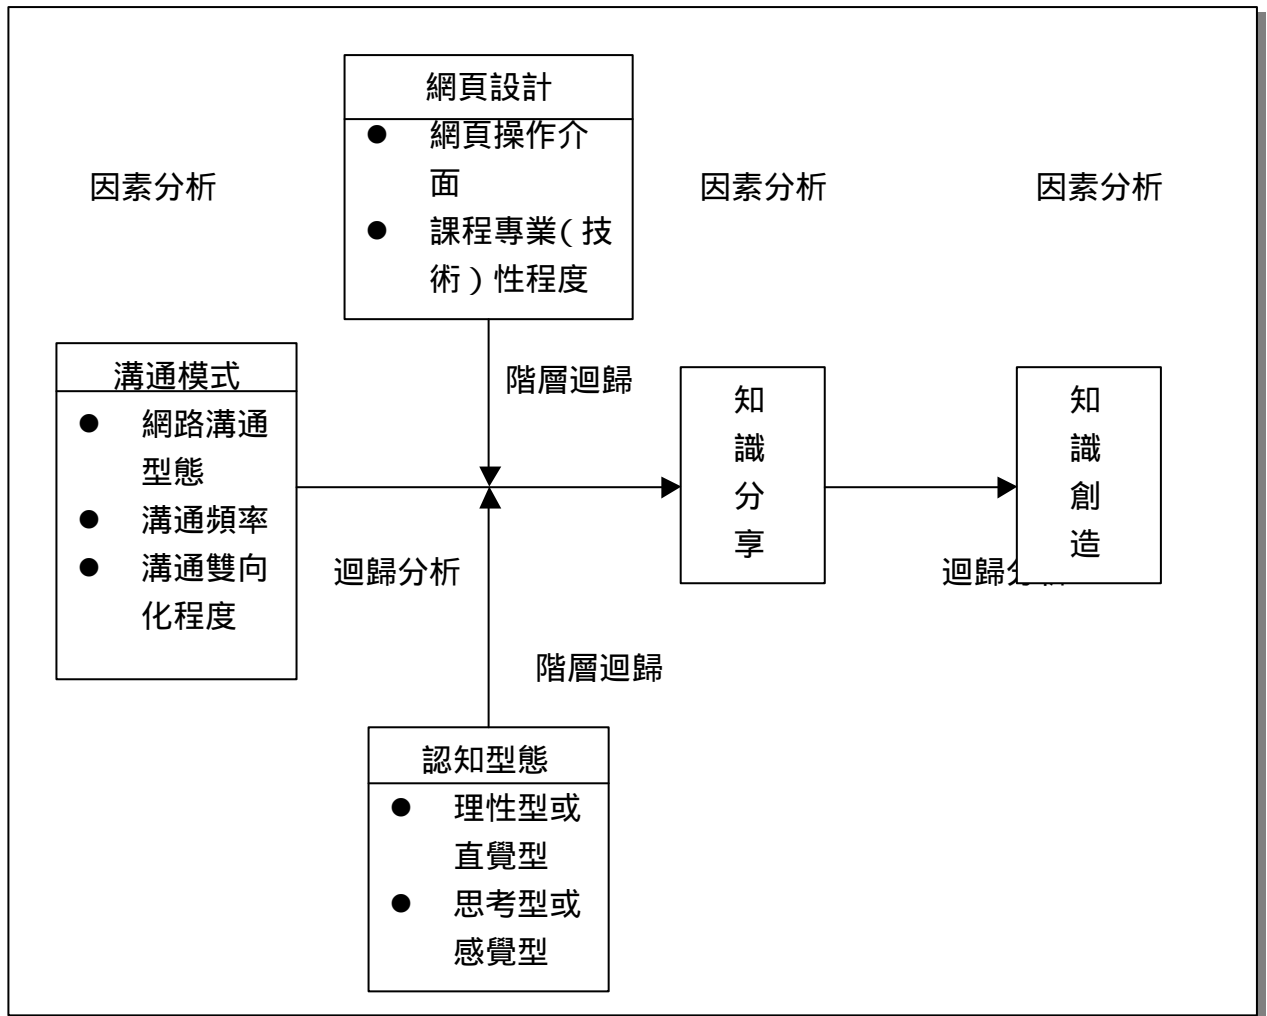 網頁設計
● 網頁操作介
面
● 課程專業(技
術)性程度
因素分析
因素分析
因素分析
溝通模式
● 網路溝通
型態
● 溝通頻率
● 溝通雙向
化程度
階層迴歸
迴歸分析
知
識
分
享
迴歸分析
知
識
創
造
階層迴歸
認知型態
● 理性型或
直覺型
● 思考型或
感覺型